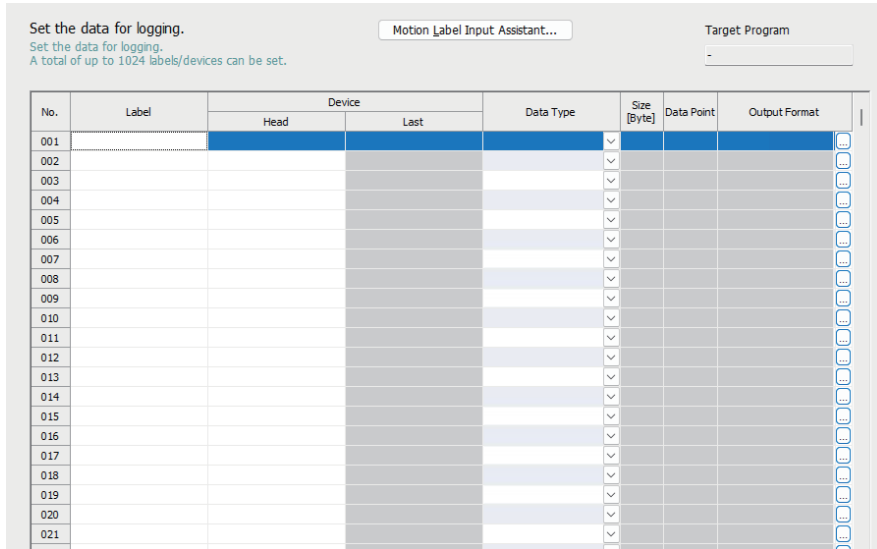 Set the data for logging.
Motion Label Input Assistant...
Target Program
Set the data for logging.
A total of up to 1024 labels/devices can be set.
-
No.
Label
Device
Head
Last
Data Type
Size
[Byte]
Data Point
Output Format
001
...
002
...
003
...
004
...
005
...
006
...
007
...
008
...
009
...
010
...
011
...
012
...
013
...
014
...
015
...
016
...
017
...
018
...
019
...
020
...
021
...